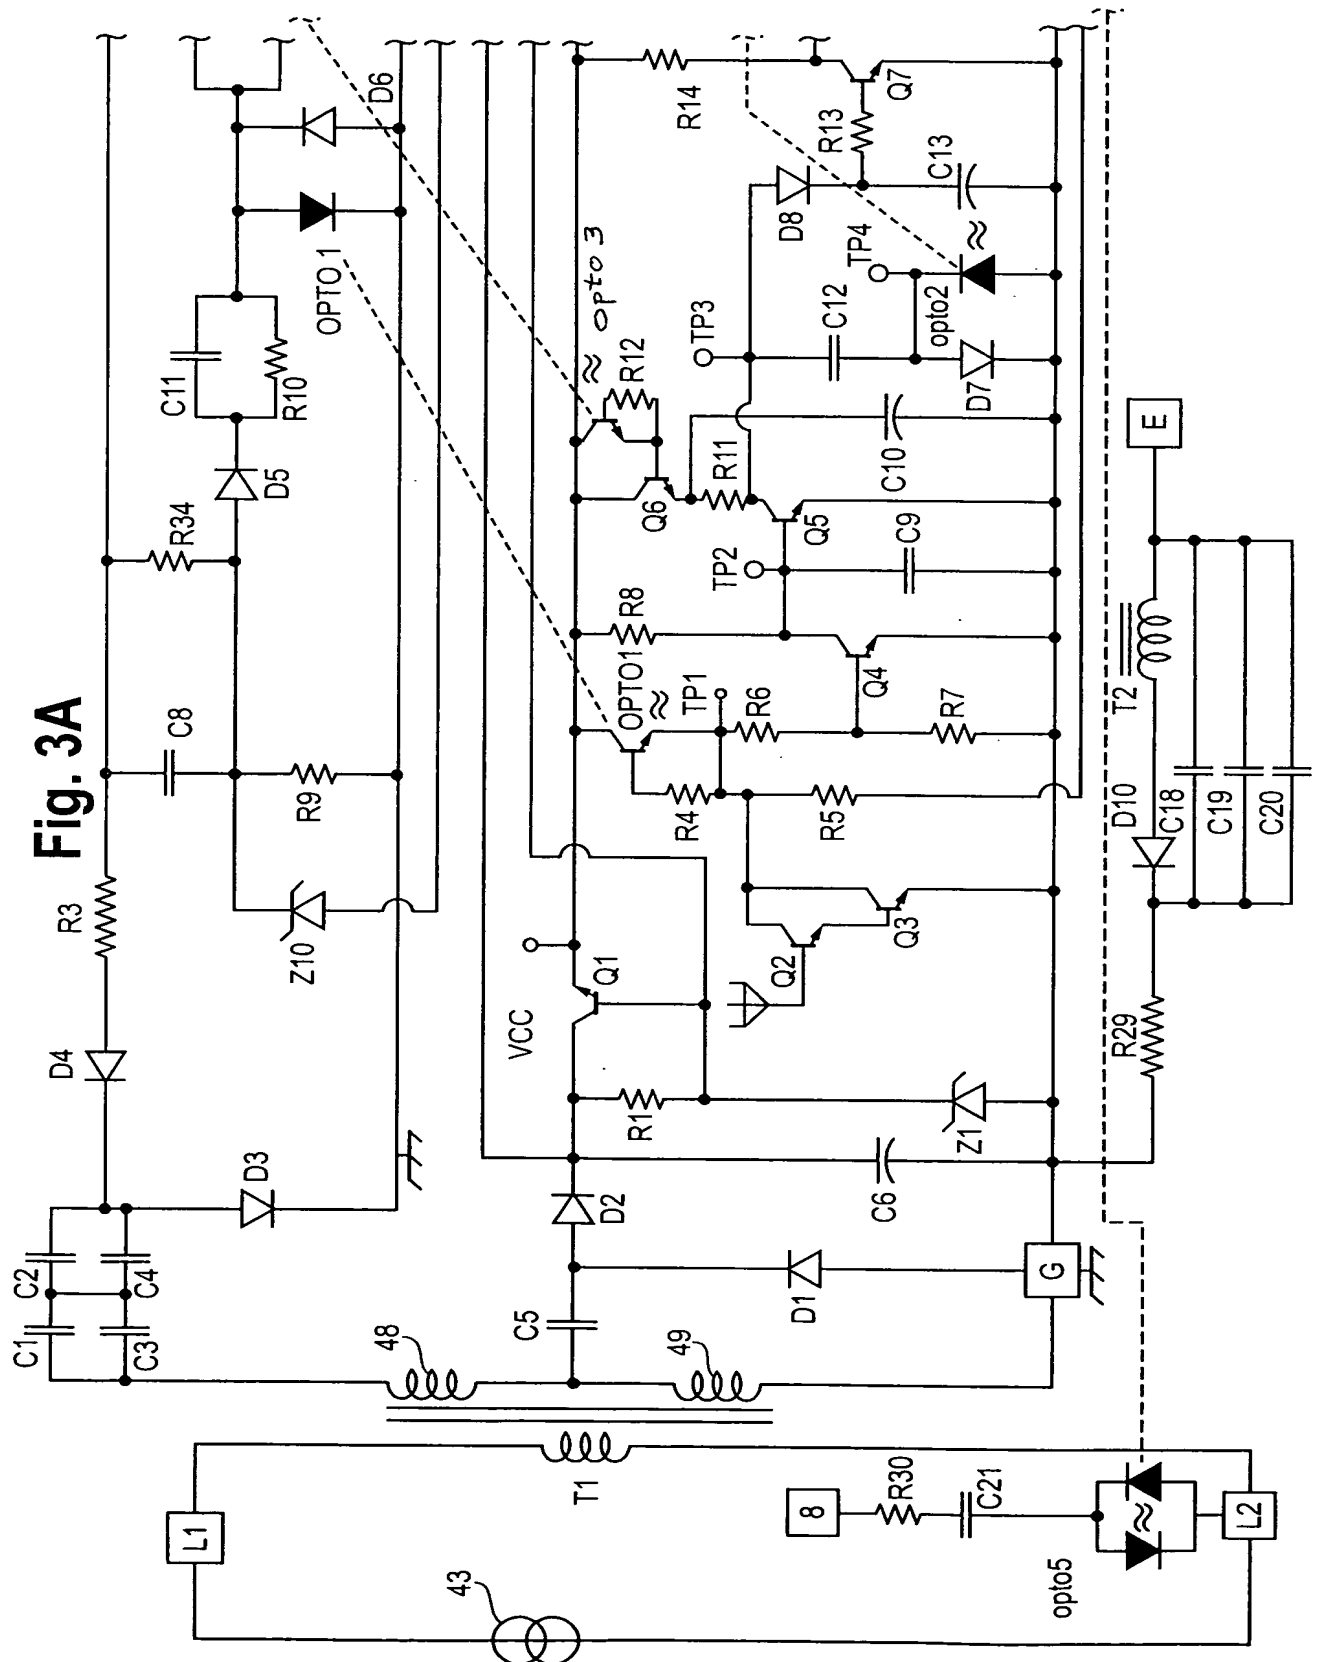 Fig. 3A
L1
43
T1
8
R30
C21
opto5
L2
C1
C2
C3
C4
48
49
D3
D4
R3
C8
R9
Z10
R34
D5
C11
R10
OPTO 1
D6
C5
D2
D1
G
C6
R1
Z1
VCC
Q1
Q2
Q3
R4
R5
OPTO1
TP1
R6
R7
R8
Q4
TP2
C9
Q5
Q6
R11
R12
opto 3
C10
TP3
C12
D7
opto2
TP4
D8
C13
R13
R14
Q7
R29
D10
T2
C18
C19
C20
E